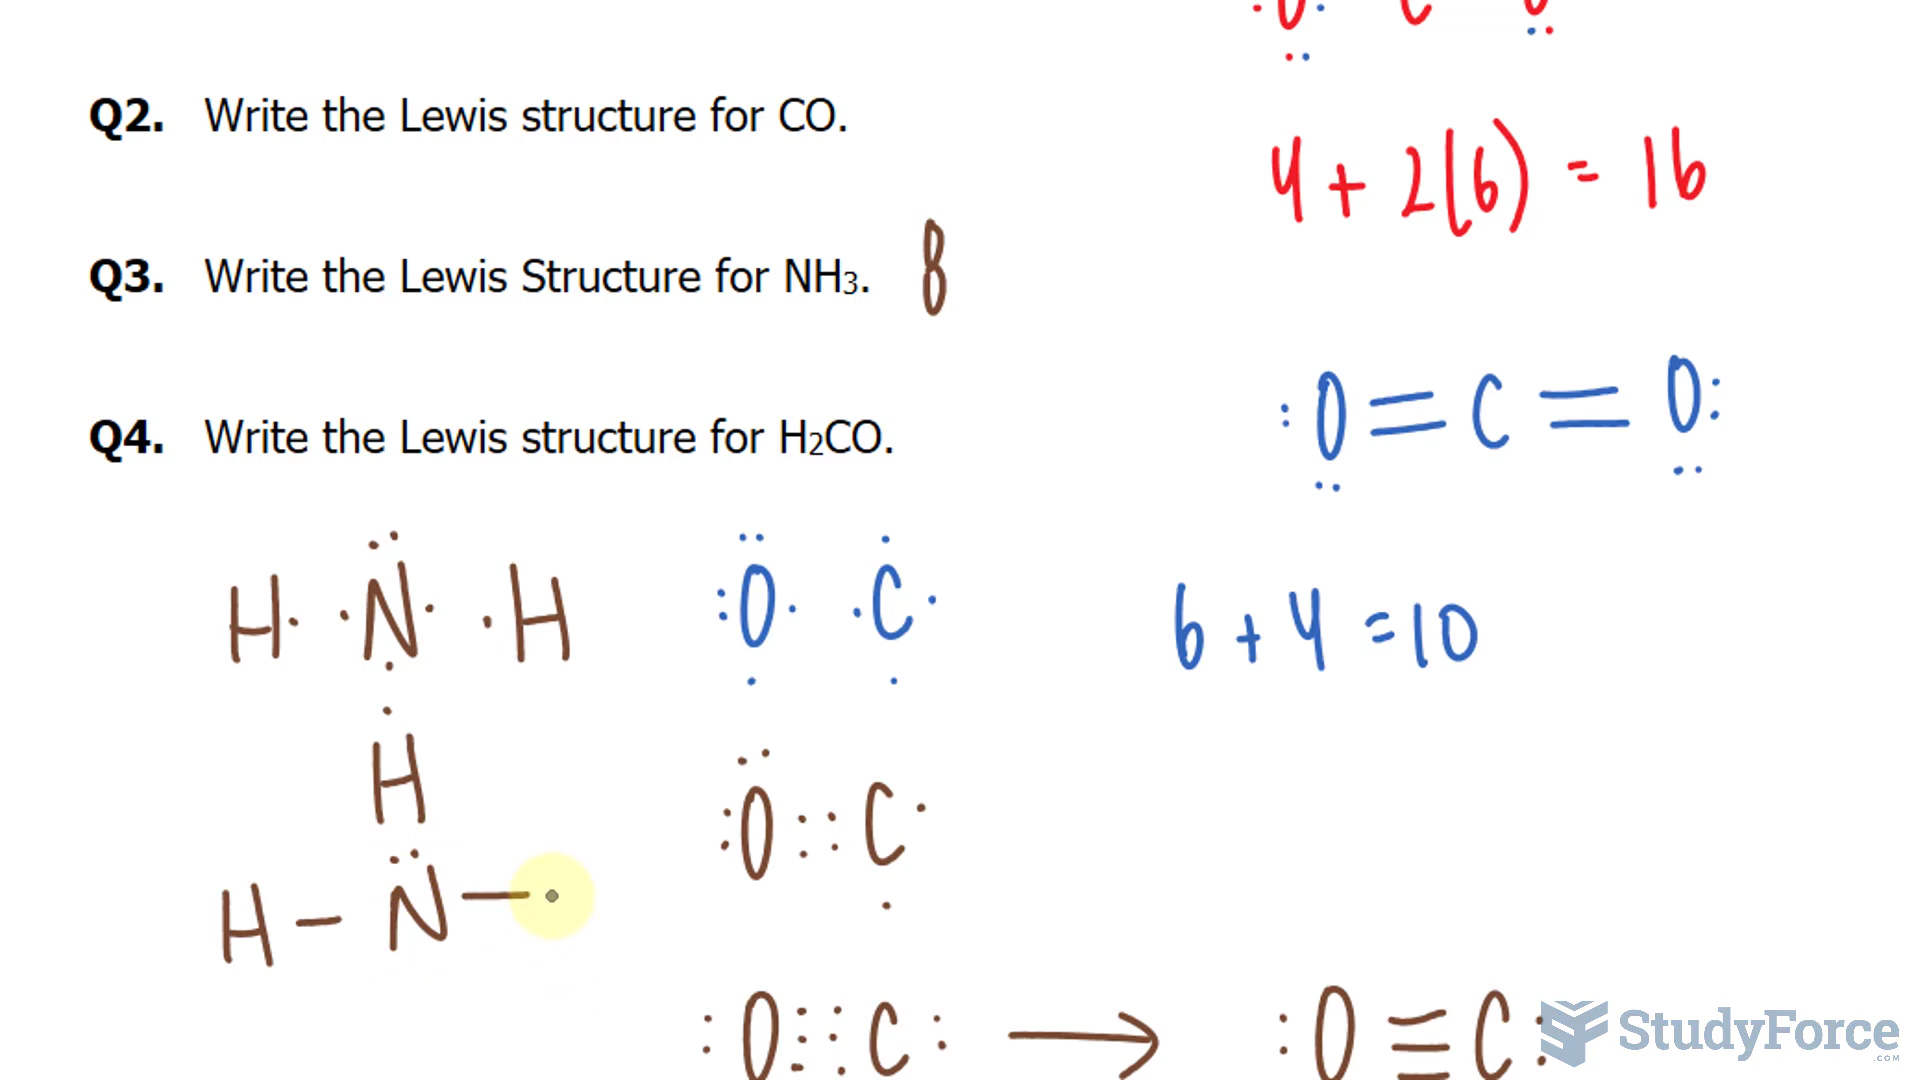 :O: C O
Q2. Write the Lewis structure for CO.
4 + 2(6) = 16
Q3. Write the Lewis Structure for NH₃. 8
:O = C = O:
Q4. Write the Lewis structure for H₂CO.
H· ·N· ·H
:O· ·C·
6 + 4 = 10
H
:O :: C·
H - N -
:O ::: C: → :O ≡ C:
StudyForce
.COM